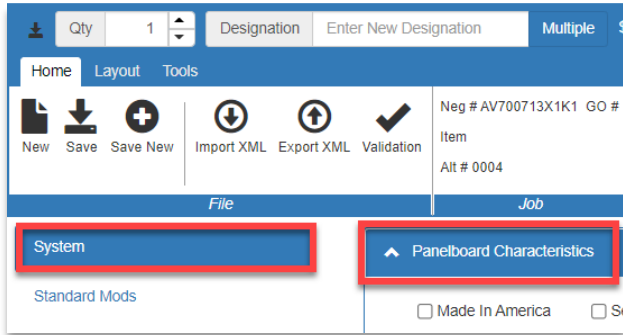 Qty 1 Designation Enter New Designation Multiple
Home Layout Tools
New Save Save New Import XML Export XML Validation
Neg # AV700713X1K1 GO #
Item
Alt # 0004
File Job
System
Panelboard Characteristics
Standard Mods
Made In America